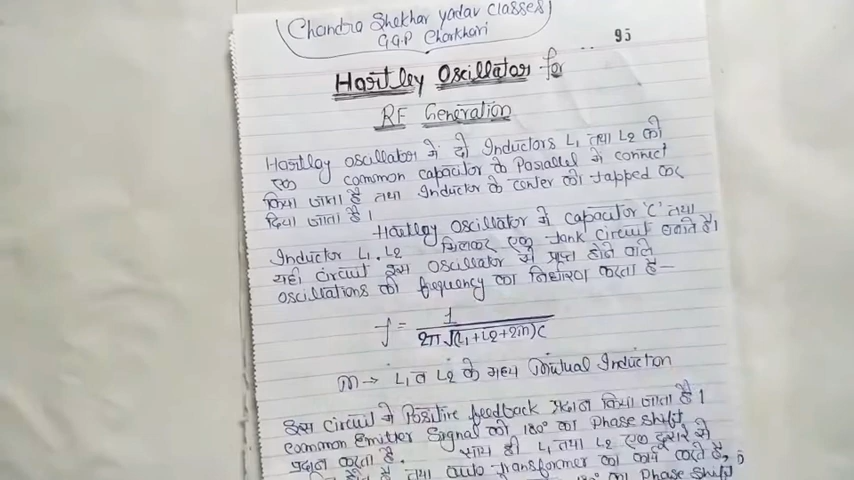 Chandra Shekhar yadav classes
G.G.P Charkhari
95
Hartley Oscillator for
RF Generation
Hartley oscillator में दो Inductors L1 तथा L2 को
एक common capacitor के Parallel में connect
किया जाता है तथा Inductor के center को tapped कर
दिया जाता है।
Hartley Oscillator में capacitor 'C' तथा
Inductor L1, L2 मिलकर एक tank circuit बनाते हैं।
यही circuit इस oscillator से प्राप्त होने वाले
oscillations की frequency का निर्धारण करता है—
f = 1 / 2π√(L1+L2+2m)C
m → L1 व L2 के मध्य Mutual Induction
इस circuit में Positive feedback प्रदान किया जाता है।
Common Emitter Signal को 180° का Phase shift
प्रदान करता है. साथ ही L1 तथा L2 एक दूसरे से
होते हैं तथा auto transformer का कार्य करते हैं,
180° का Phase shift